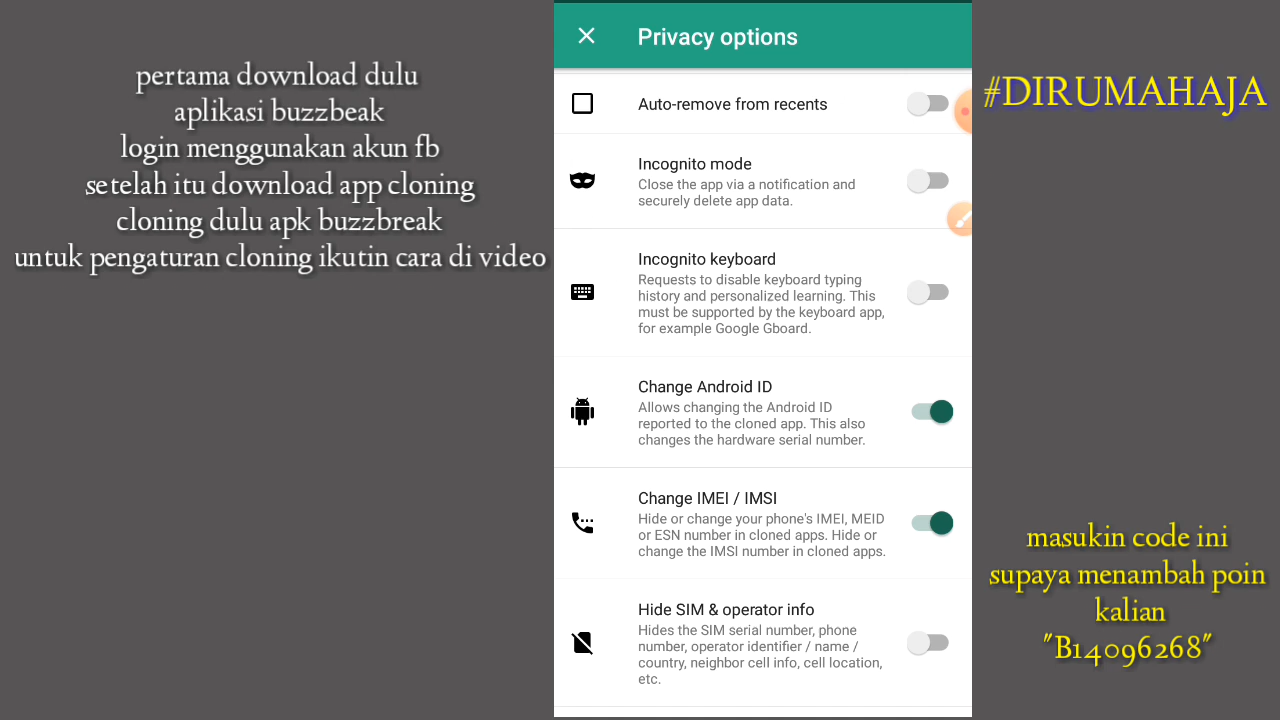 pertama download dulu
aplikasi buzzbeak
login menggunakan akun fb
setelah itu download app cloning
cloning dulu apk buzzbreak
untuk pengaturan cloning ikutin cara di video
Privacy options
Auto-remove from recents
Incognito mode
Close the app via a notification and
securely delete app data.
Incognito keyboard
Requests to disable keyboard typing
history and personalized learning. This
must be supported by the keyboard app,
for example Google Gboard.
Change Android ID
Allows changing the Android ID
reported to the cloned app. This also
changes the hardware serial number.
Change IMEI / IMSI
Hide or change your phone's IMEI, MEID
or ESN number in cloned apps. Hide or
change the IMSI number in cloned apps.
Hide SIM & operator info
Hides the SIM serial number, phone
number, operator identifier / name /
country, neighbor cell info, cell location,
etc.
#DIRUMAHAJA
masukin code ini
supaya menambah poin
kalian
"B14096268"